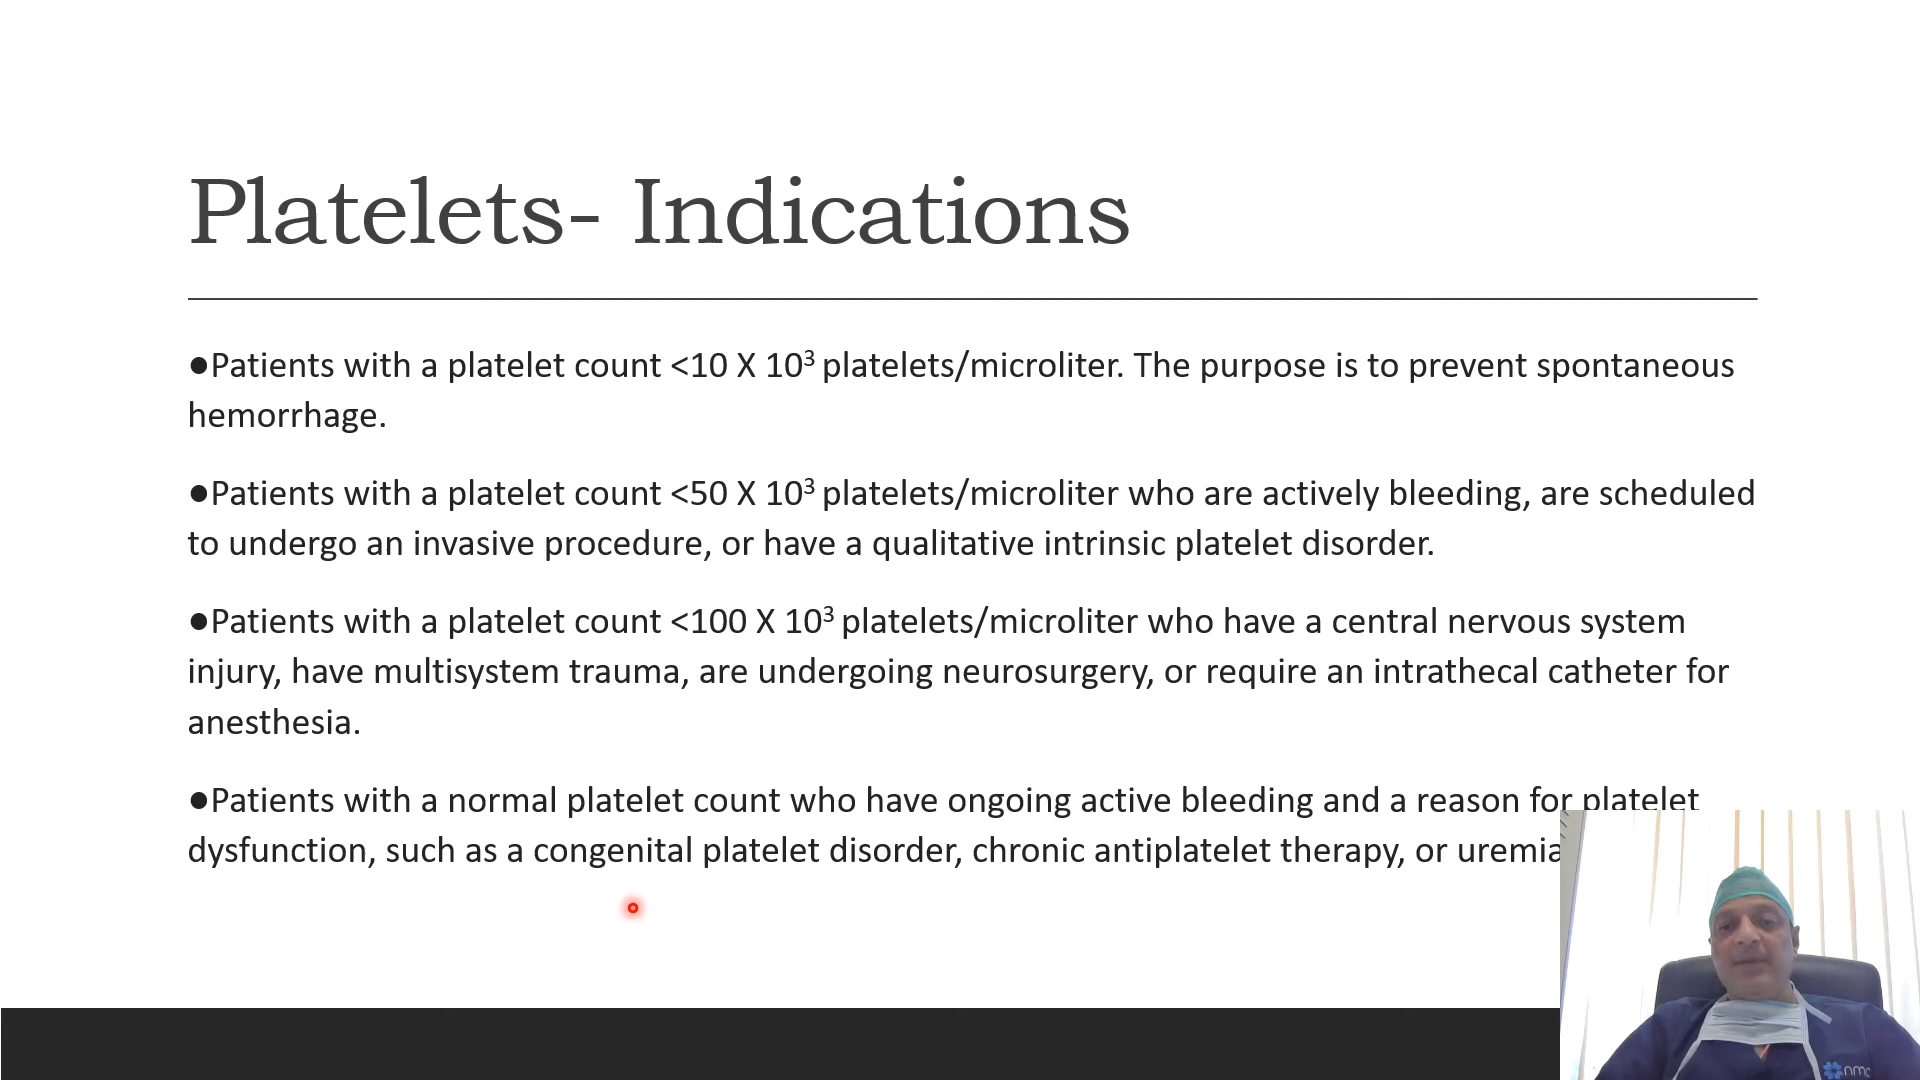 Platelets- Indications
●Patients with a platelet count <10 X 10³ platelets/microliter. The purpose is to prevent spontaneous
hemorrhage.
●Patients with a platelet count <50 X 10³ platelets/microliter who are actively bleeding, are scheduled
to undergo an invasive procedure, or have a qualitative intrinsic platelet disorder.
●Patients with a platelet count <100 X 10³ platelets/microliter who have a central nervous system
injury, have multisystem trauma, are undergoing neurosurgery, or require an intrathecal catheter for
anesthesia.
●Patients with a normal platelet count who have ongoing active bleeding and a reason for platelet
dysfunction, such as a congenital platelet disorder, chronic antiplatelet therapy, or uremia
nmc